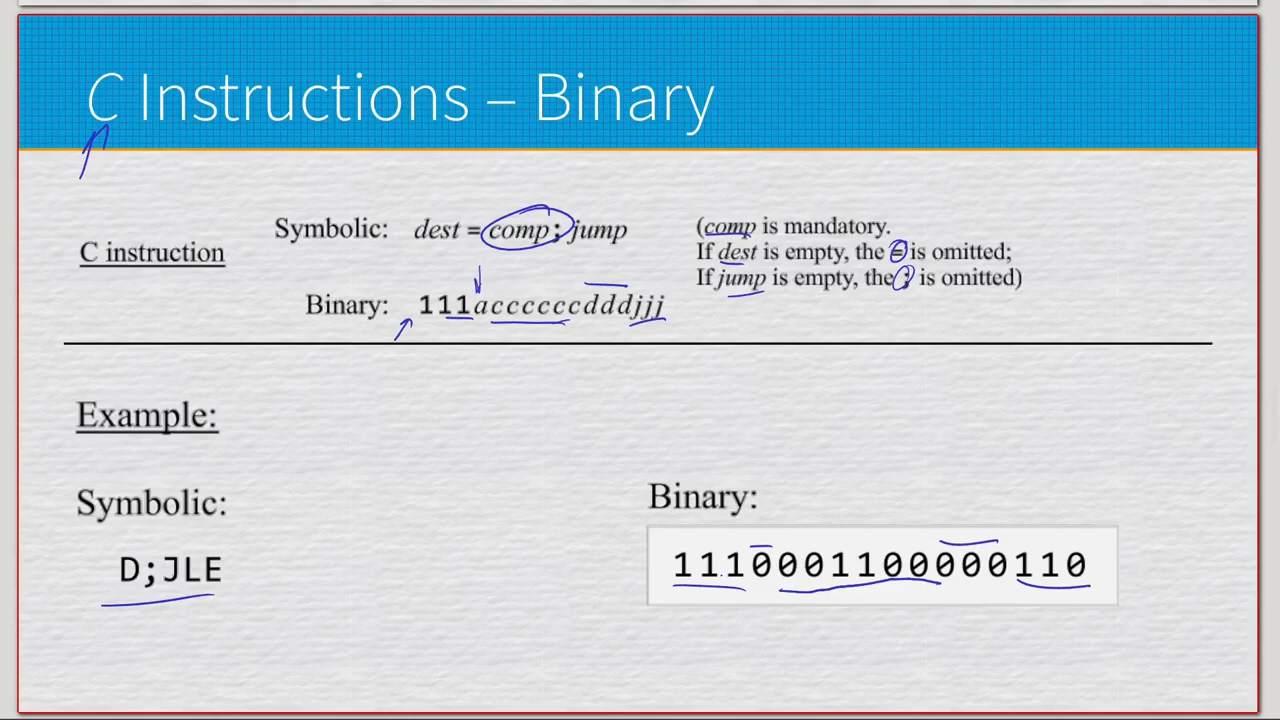 C Instructions – Binary
Symbolic: dest = comp ; jump
(comp is mandatory.
If dest is empty, the = is omitted;
If jump is empty, the ; is omitted)
C instruction
Binary: 111accccccdddjjj
Example:
Symbolic:
D;JLE
Binary:
1110001100000110